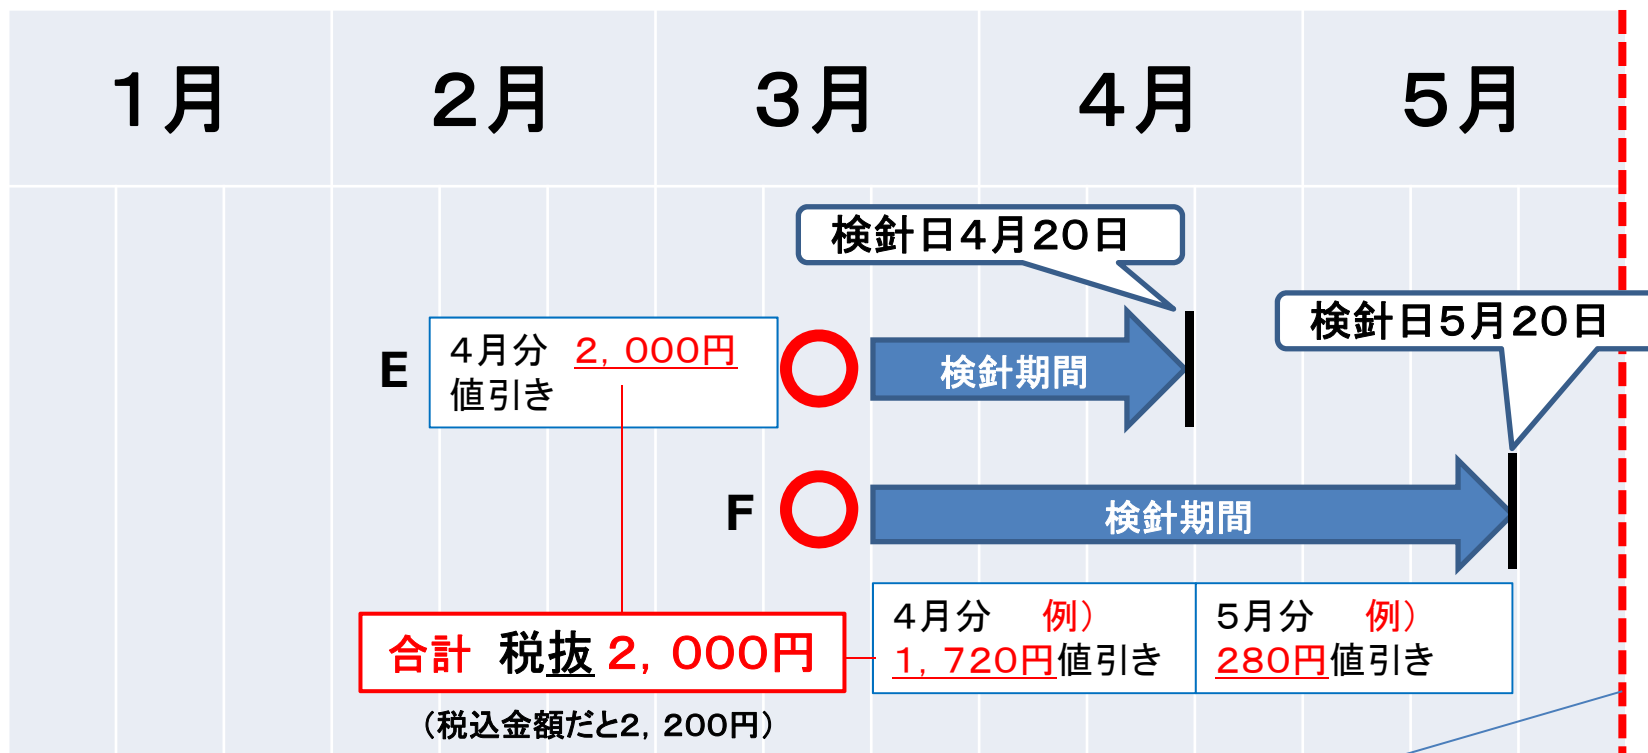 １月
２月
３月
４月
５月
検針日４月２０日
検針日５月２０日
E
４月分　２，０００円
値引き
検針期間
F
検針期間
４月分　例）
１，７２０円値引き
５月分　例）
２８０円値引き
合計　税抜２，０００円
（税込金額だと２，２００円）